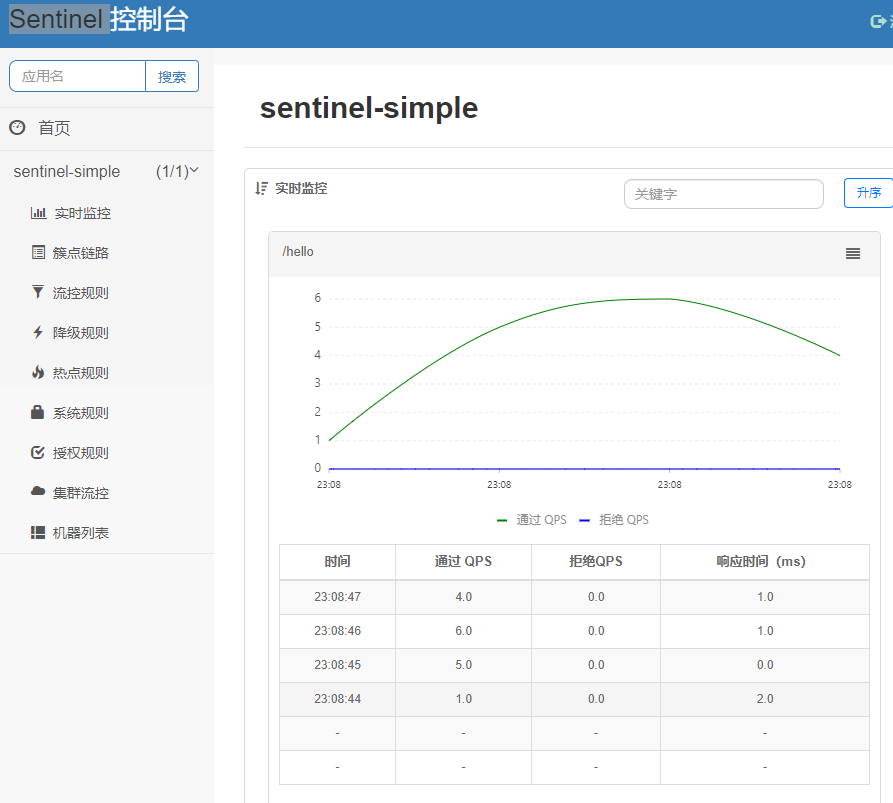 Sentinel 控制台
应用名 搜索
首页
sentinel-simple (1/1)
实时监控
簇点链路
流控规则
降级规则
热点规则
系统规则
授权规则
集群流控
机器列表
sentinel-simple
实时监控 关键字 升序
/hello
6
5
4
3
2
1
0
23:08 23:08 23:08 23:08
通过 QPS 拒绝 QPS
时间 通过 QPS 拒绝QPS 响应时间（ms）
23:08:47 4.0 0.0 1.0
23:08:46 6.0 0.0 1.0
23:08:45 5.0 0.0 0.0
23:08:44 1.0 0.0 2.0
- - - -
- - - -